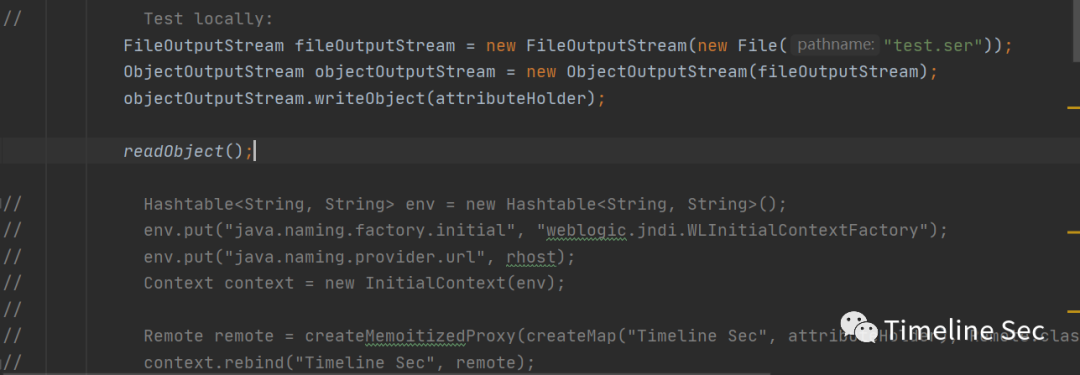 //            Test locally:
FileOutputStream fileOutputStream = new FileOutputStream(new File( pathname: "test.ser"));
ObjectOutputStream objectOutputStream = new ObjectOutputStream(fileOutputStream);
objectOutputStream.writeObject(attributeHolder);
readObject();
//            Hashtable<String, String> env = new Hashtable<String, String>();
//            env.put("java.naming.factory.initial", "weblogic.jndi.WLInitialContextFactory");
//            env.put("java.naming.provider.url", rhost);
//            Context context = new InitialContext(env);
//
//            Remote remote = createMemoitizedProxy(createMap("Timeline Sec", Remote.clas
//            context.rebind("Timeline Sec", remote);
Timeline Sec